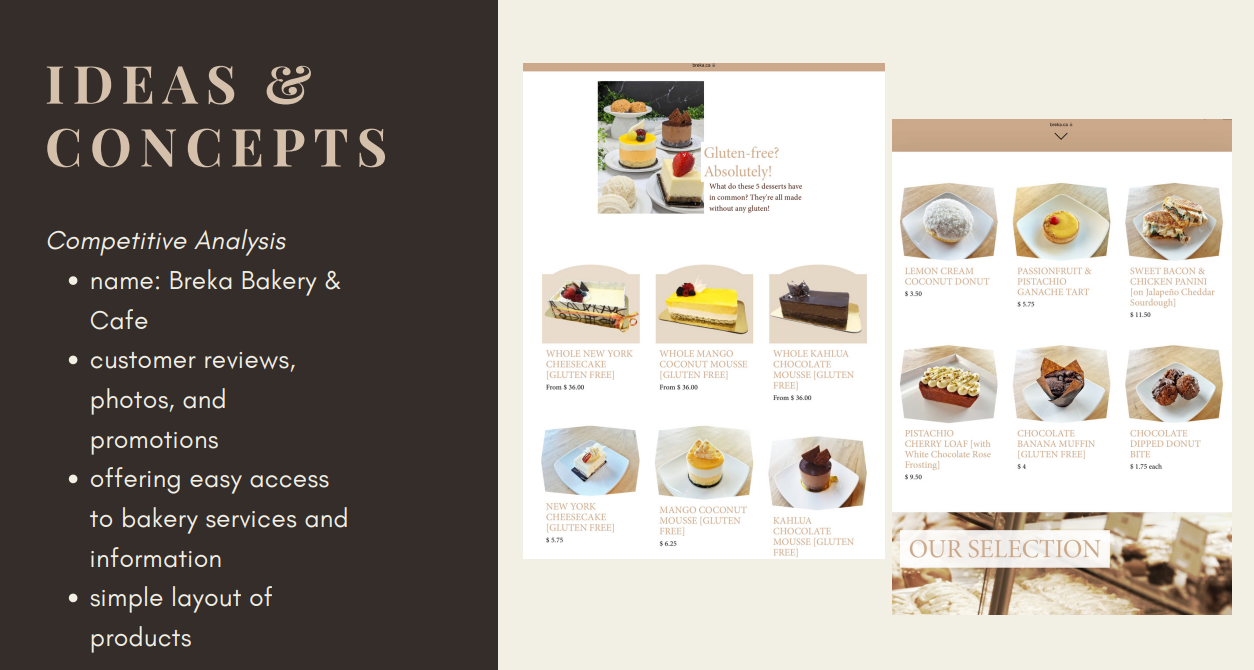 IDEAS &
CONCEPTS
Competitive Analysis
• name: Breka Bakery &
Cafe
• customer reviews,
photos, and
promotions
• offering easy access
to bakery services and
information
• simple layout of
products
breka.ca
Gluten-free?
Absolutely!
What do these 5 desserts have
in common? They're all made
without any gluten!
WHOLE NEW YORK
CHEESECAKE
[GLUTEN FREE]
From $ 36.00
WHOLE MANGO
COCONUT MOUSSE
[GLUTEN FREE]
From $ 36.00
WHOLE KAHLUA
CHOCOLATE
MOUSSE [GLUTEN
FREE]
From $ 36.00
NEW YORK
CHEESECAKE
[GLUTEN FREE]
$ 5.75
MANGO COCONUT
MOUSSE [GLUTEN
FREE]
$ 6.25
KAHLUA
CHOCOLATE
MOUSSE [GLUTEN
FREE]
breka.ca
LEMON CREAM
COCONUT DONUT
$ 3.50
PASSIONFRUIT &
PISTACHIO
GANACHE TART
$ 5.75
SWEET BACON &
CHICKEN PANINI
[on Jalapeño Cheddar
Sourdough]
$ 11.50
PISTACHIO
CHERRY LOAF [with
White Chocolate Rose
Frosting]
$ 9.50
CHOCOLATE
BANANA MUFFIN
[GLUTEN FREE]
$ 4
CHOCOLATE
DIPPED DONUT
BITE
$ 1.75 each
OUR SELECTION